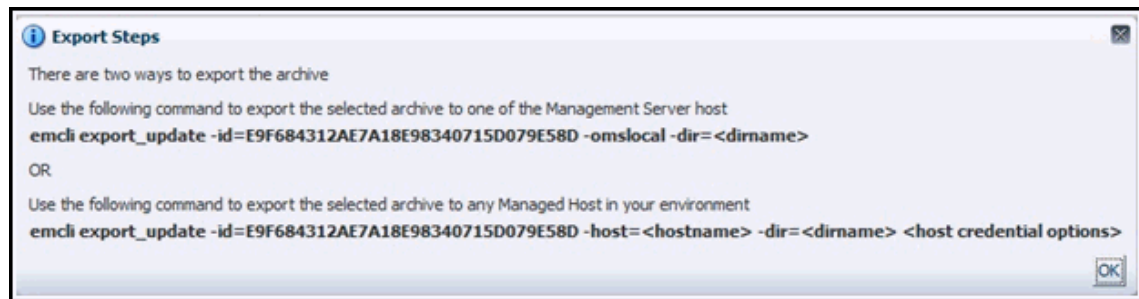 Export Steps
There are two ways to export the archive
Use the following command to export the selected archive to one of the Management Server host
emcli export_update -id=E9F684312AE7A18E98340715D079E58D -omslocal -dir=<dirname>
OR
Use the following command to export the selected archive to any Managed Host in your environment
emcli export_update -id=E9F684312AE7A18E98340715D079E58D -host=<hostname> -dir=<dirname> <host credential options>
OK